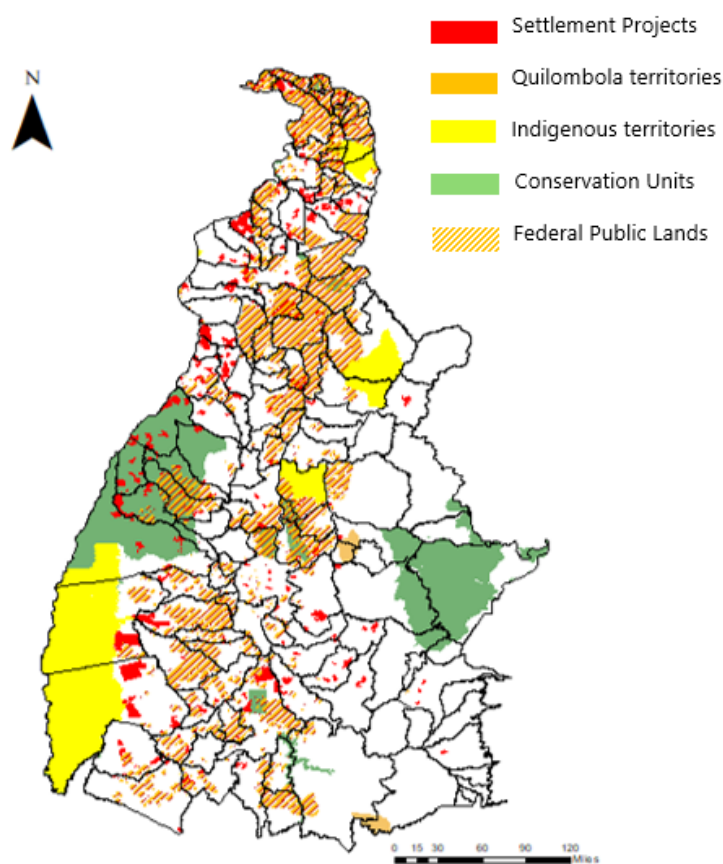 Settlement Projects
N
Quilombola territories
Indigenous territories
Conservation Units
Federal Public Lands
0 15 30 60 90 120
Miles